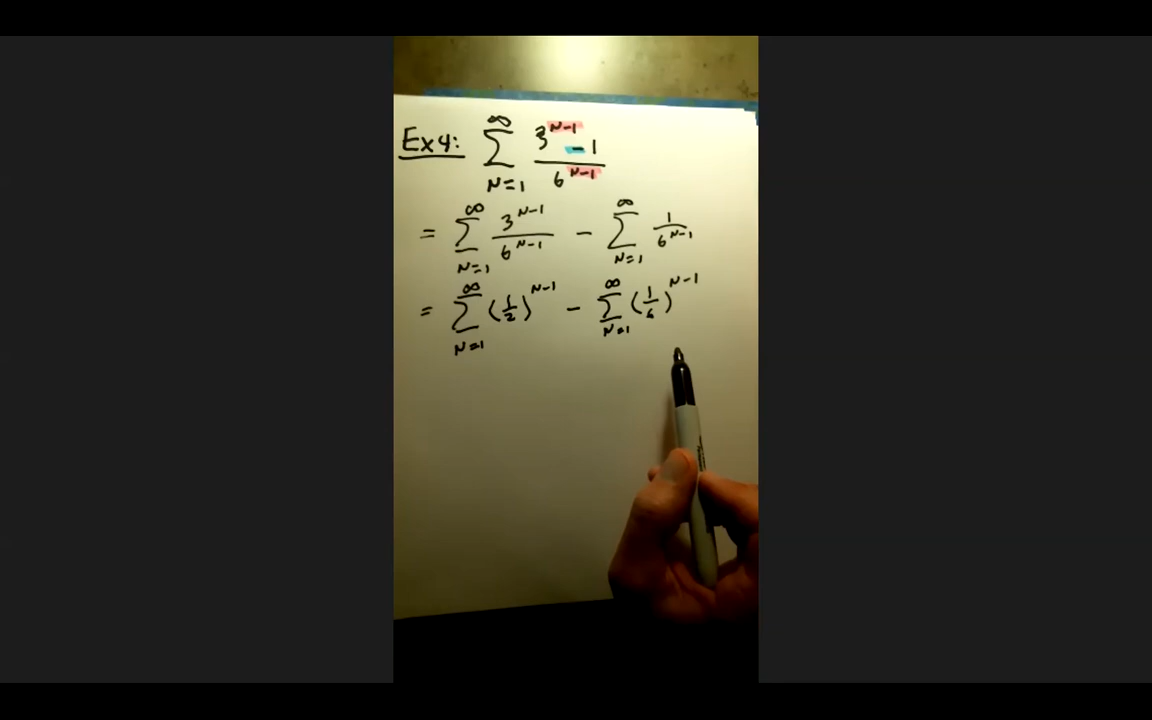 Ex4: ∞∑N=1 (3^(N-1) - 1)/(6^(N-1))
= ∞∑N=1 3^(N-1)/6^(N-1) - ∞∑N=1 1/6^(N-1)
= ∞∑N=1 (1/2)^(N-1) - ∞∑N=1 (1/6)^(N-1)